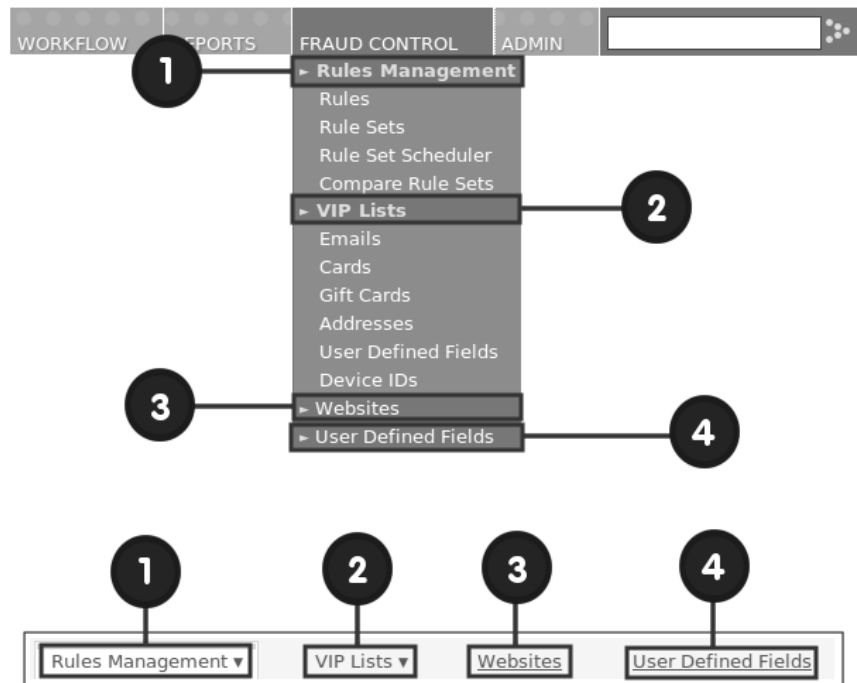 WORKFLOW EPORTS FRAUD CONTROL ADMIN
1 ► Rules Management
Rules
Rule Sets
Rule Set Scheduler
Compare Rule Sets
► VIP Lists 2
Emails
Cards
Gift Cards
Addresses
User Defined Fields
Device IDs
3 ► Websites
► User Defined Fields 4
1 2 3 4
Rules Management ▾ VIP Lists ▾ Websites User Defined Fields